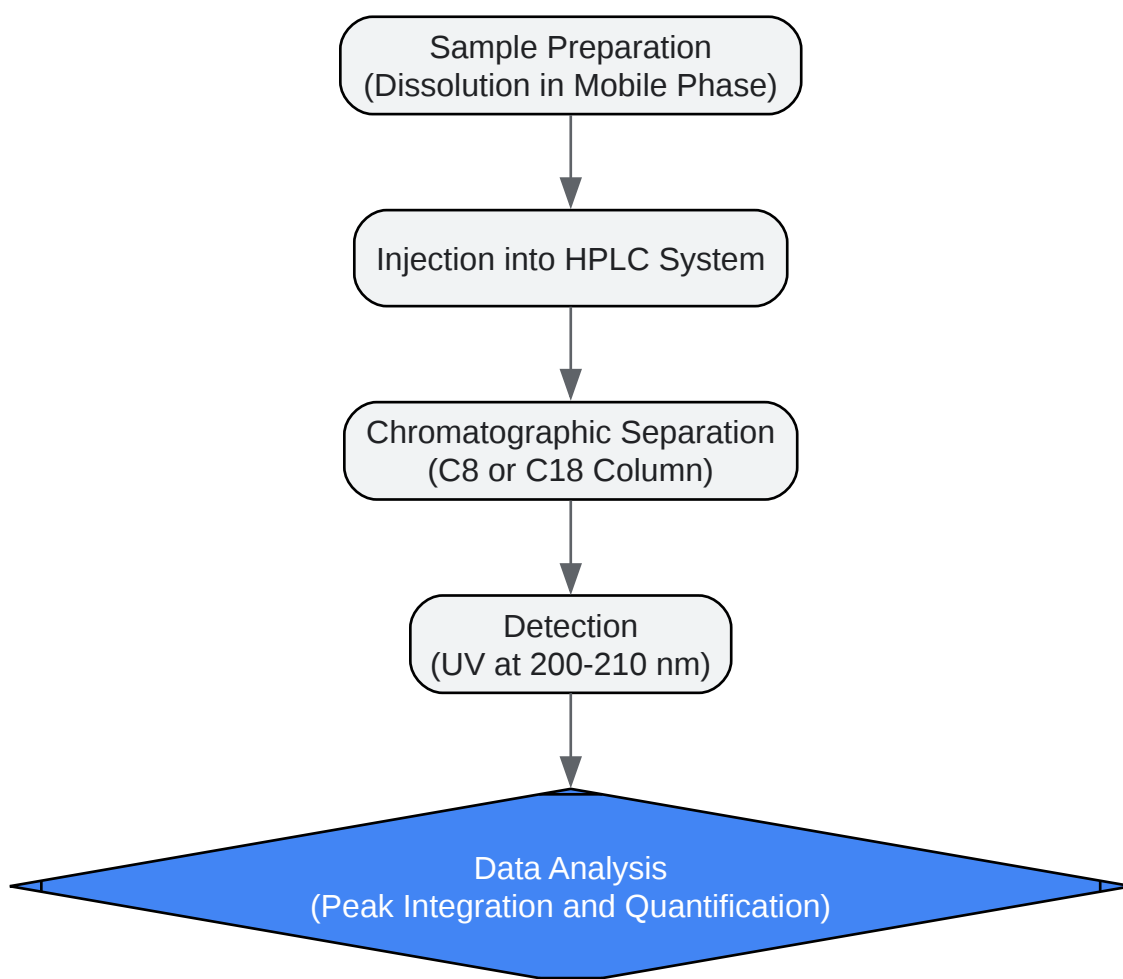 Sample Preparation
(Dissolution in Mobile Phase)
Injection into HPLC System
Chromatographic Separation
(C8 or C18 Column)
Detection
(UV at 200-210 nm)
Data Analysis
(Peak Integration and Quantification)